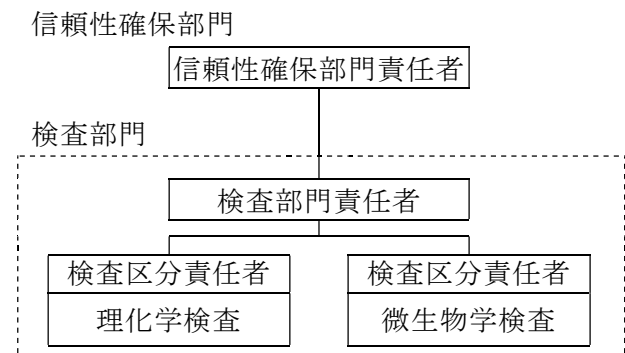 信頼性確保部門
信頼性確保部門責任者
検査部門
検査部門責任者
検査区分責任者
検査区分責任者
理化学検査
微生物学検査